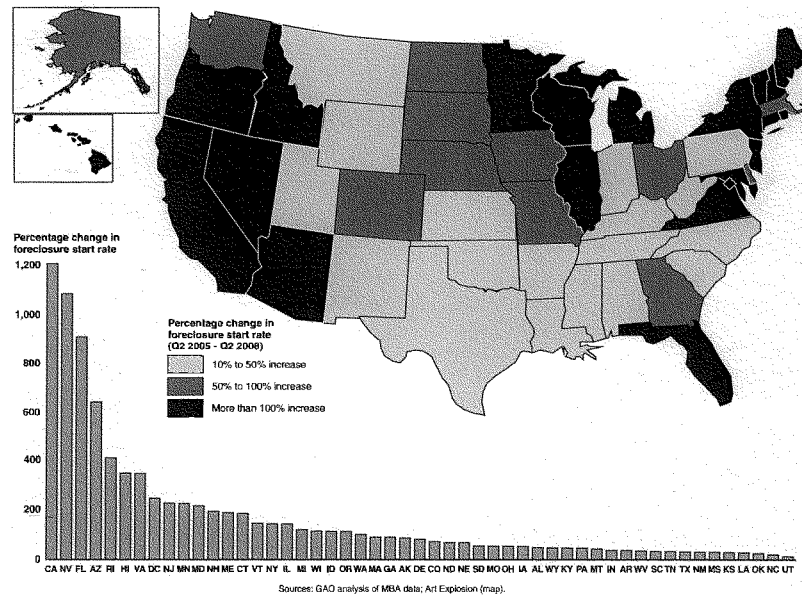 Percentage change in
foreclosure start rate
1,200
1,000
800
600
400
200
0
CA NV FL AZ RI HI VA DC NJ MN MD NH ME CT VT NY IL MI WI ID OR WA MA GA AK DE CO ND NE SD MO OH IA AL WY KY PA MT IN AR WV SC TN TX NM MS KS LA OK NC UT
Percentage change in
foreclosure start rate
(Q2 2005 - Q2 2008)
10% to 50% increase
50% to 100% increase
More than 100% increase
Sources: GAO analysis of MBA data; Art Explosion (map).